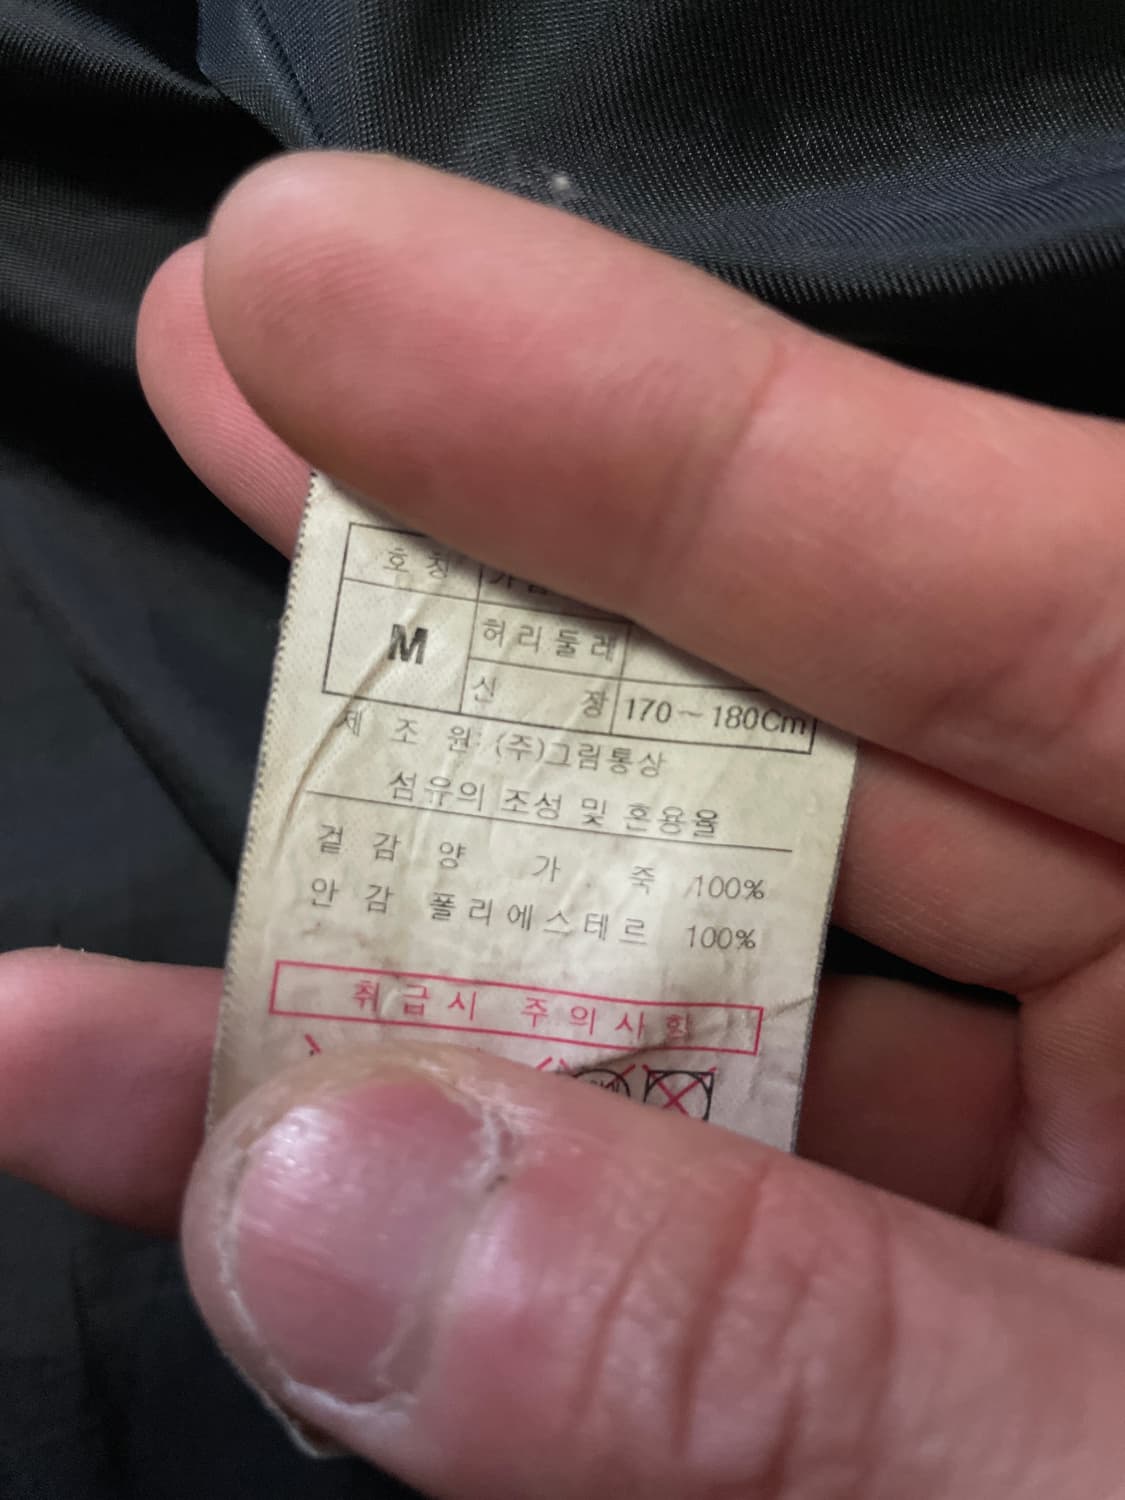 호칭
M 허리둘레
신장 170~180Cm
제조원: (주)그림통상
섬유의 조성 및 혼용율
겉감 양가죽 100%
안감 폴리에스테르 100%
취급시 주의사항